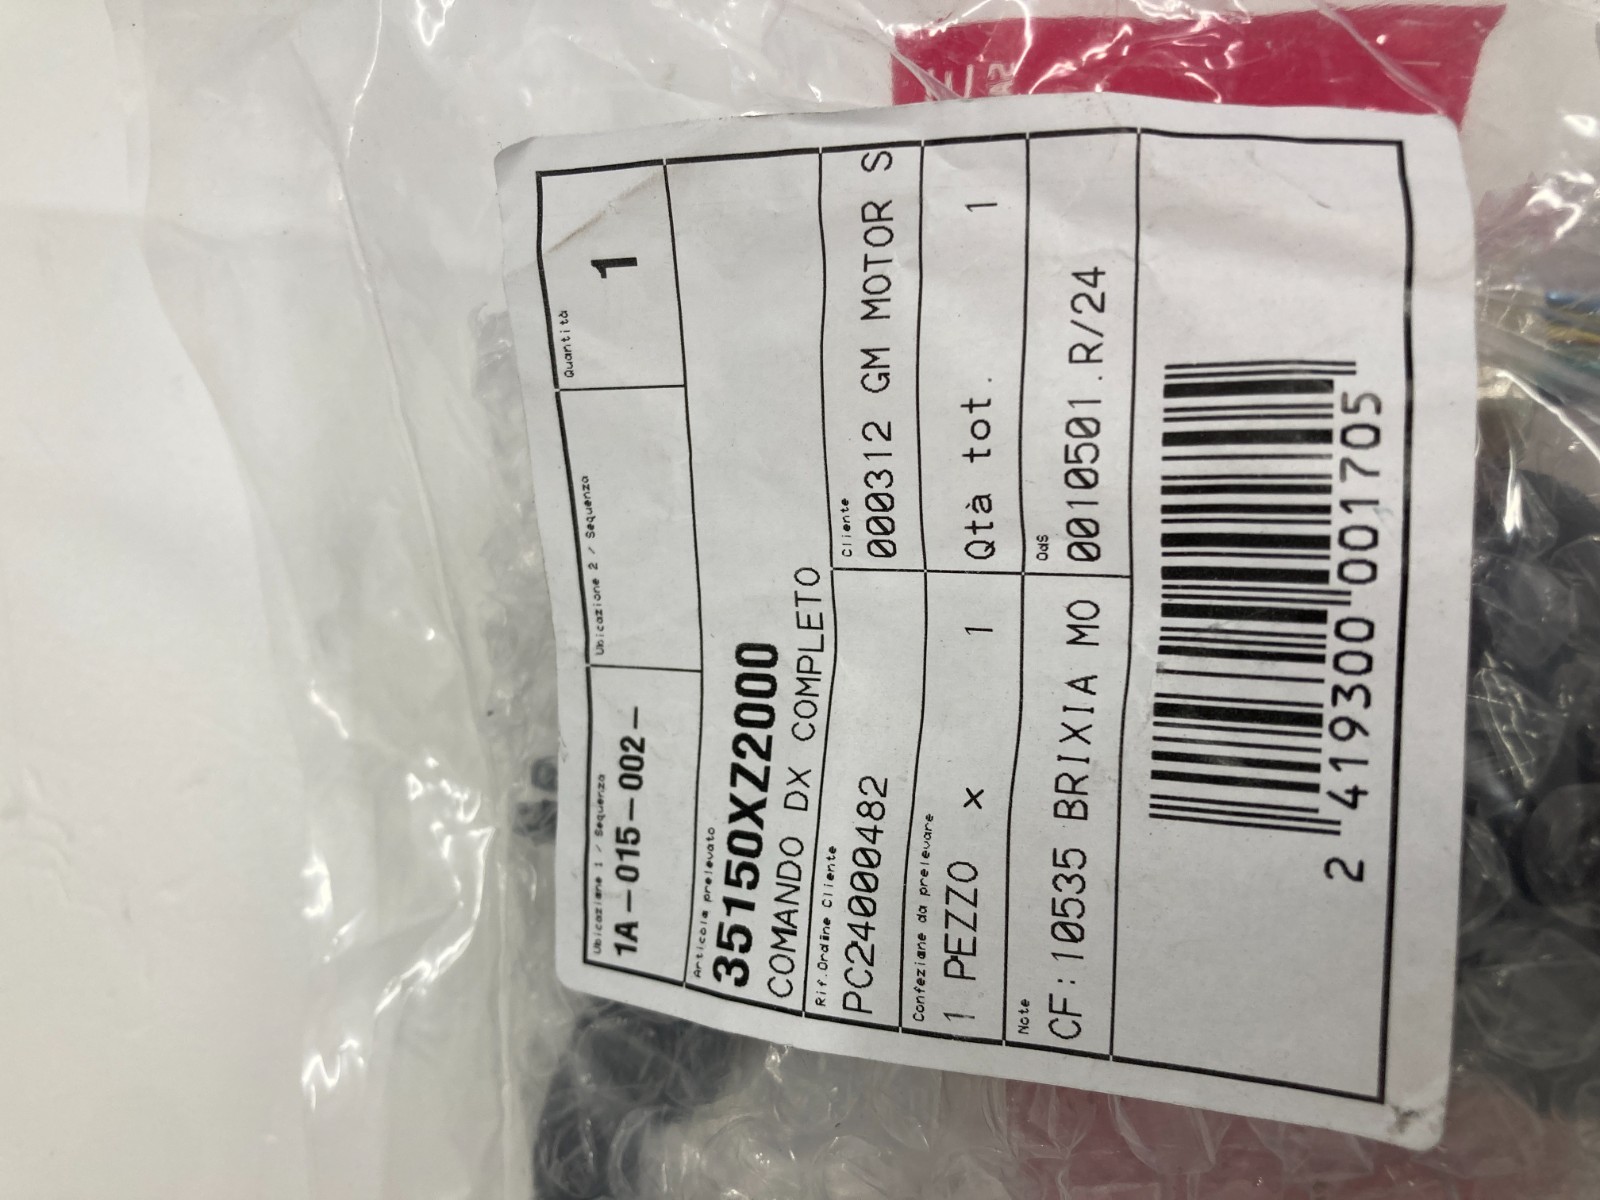 Ubicazione 1 / Sequenza
Ubicazione 2 / Sequenza
Quantità
1A-015-002-
1
Articolo prelevato
35150XZ2000
COMANDO DX COMPLETO
Rif.Ordine Cliente
Cliente
PC24000482
000312 GM MOTOR S
Confezione da prelevare
1 PEZZO x 1
Qtà tot. 1
Note
OdS
CF:10535 BRIXIA MO
0010501.R/24
2 419300 001705